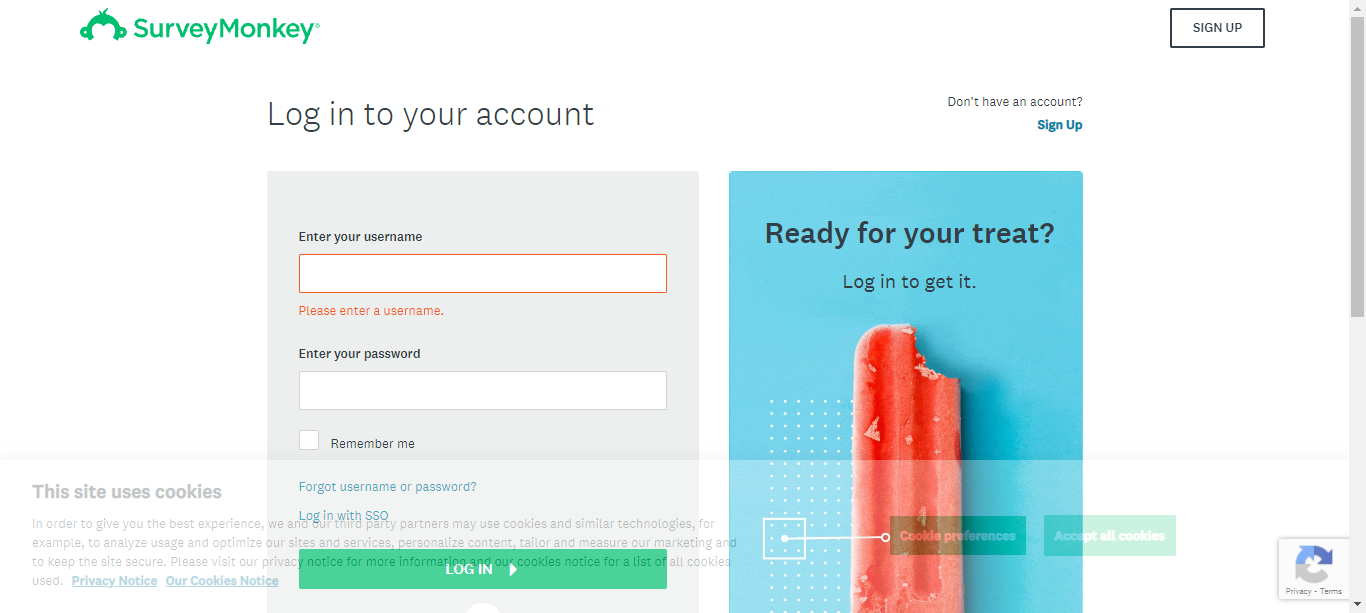 SurveyMonkey®
SIGN UP
Log in to your account
Don't have an account?
Sign Up
Enter your username
Please enter a username.
Enter your password
Remember me
Forgot username or password?
Log in with SSO
LOG IN
Ready for your treat?
Log in to get it.
This site uses cookies
In order to give you the best experience, we and our third party partners may use cookies and similar technologies, for
example, to analyze usage and optimize our sites and services, personalize content, tailor and measure our marketing and
to keep the site secure. Please visit our privacy notice for more information and our cookies notice for a list of all cookies
used. Privacy Notice Our Cookies Notice
Cookie preferences
Accept all cookies
Privacy - Terms